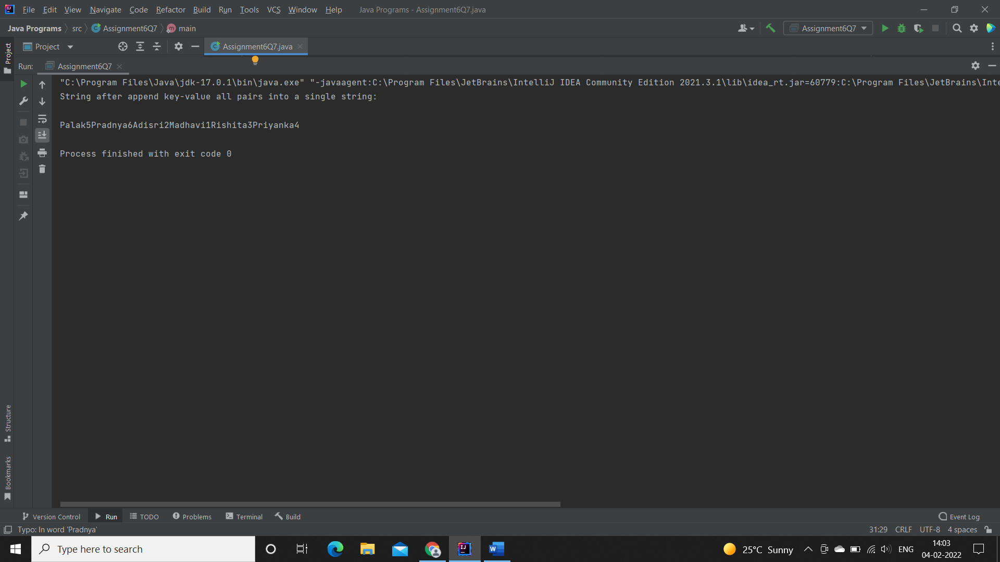 File Edit View Navigate Code Refactor Build Run Tools VCS Window Help Java Programs - Assignment6Q7.java
Java Programs src Assignment6Q7 main Assignment6Q7
Project Project Assignment6Q7.java
Run: Assignment6Q7
"C:\Program Files\Java\jdk-17.0.1\bin\java.exe" "-javaagent:C:\Program Files\JetBrains\IntelliJ IDEA Community Edition 2021.3.1\lib\idea_rt.jar=60779:C:\Program Files\JetBrains\Inte
String after append key-value all pairs into a single string:
Palak5Pradnya6Adisri2Madhavi1Rishita3Priyanka4
Process finished with exit code 0
Structure
Bookmarks
Version Control Run TODO Problems Terminal Build Event Log
Typo: In word 'Pradnya' 31:29 CRLF UTF-8 4 spaces
Type here to search 25°C Sunny ENG 14:03
04-02-2022